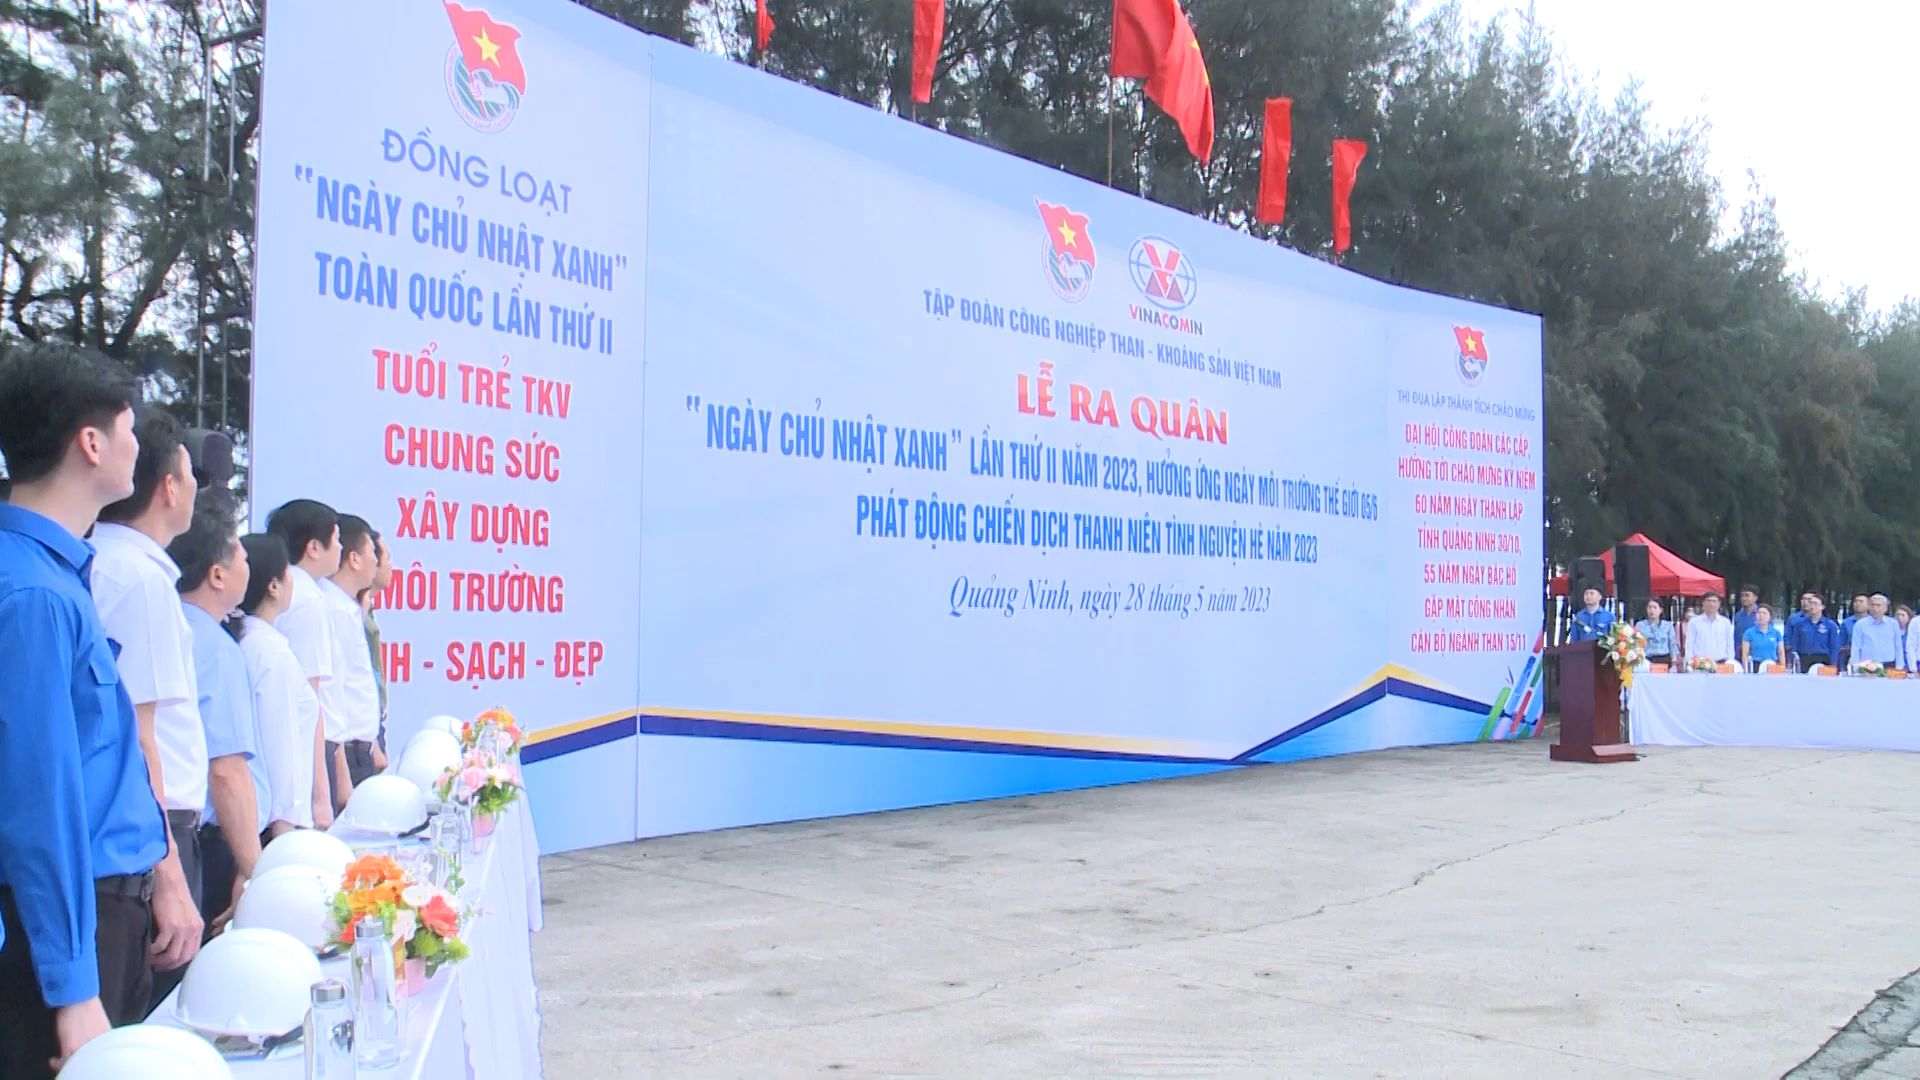 ĐỒNG LOẠT
"NGÀY CHỦ NHẬT XANH"
TOÀN QUỐC LẦN THỨ II
TUỔI TRẺ TKV
CHUNG SỨC
XÂY DỰNG
MÔI TRƯỜNG
- SẠCH - ĐẸP
VINACOMIN
TẬP ĐOÀN CÔNG NGHIỆP THAN - KHOÁNG SẢN VIỆT NAM
LỄ RA QUÂN
"NGÀY CHỦ NHẬT XANH" LẦN THỨ II NĂM 2023, HƯỞNG ỨNG NGÀY MÔI TRƯỜNG THẾ GIỚI 05/6
PHÁT ĐỘNG CHIẾN DỊCH THANH NIÊN TÌNH NGUYỆN HÈ NĂM 2023
Quảng Ninh, ngày 28 tháng 5 năm 2023
THI ĐUA LẬP THÀNH TÍCH CHÀO MỪNG
ĐẠI HỘI CÔNG ĐOÀN CÁC CẤP,
HƯỚNG TỚI CHÀO MỪNG KỶ NIỆM
60 NĂM NGÀY THÀNH LẬP
TỈNH QUẢNG NINH 30/10,
55 NĂM NGÀY BÁC HỒ
GẶP MẶT CÔNG NHÂN
CÁN BỘ NGÀNH THAN 15/11